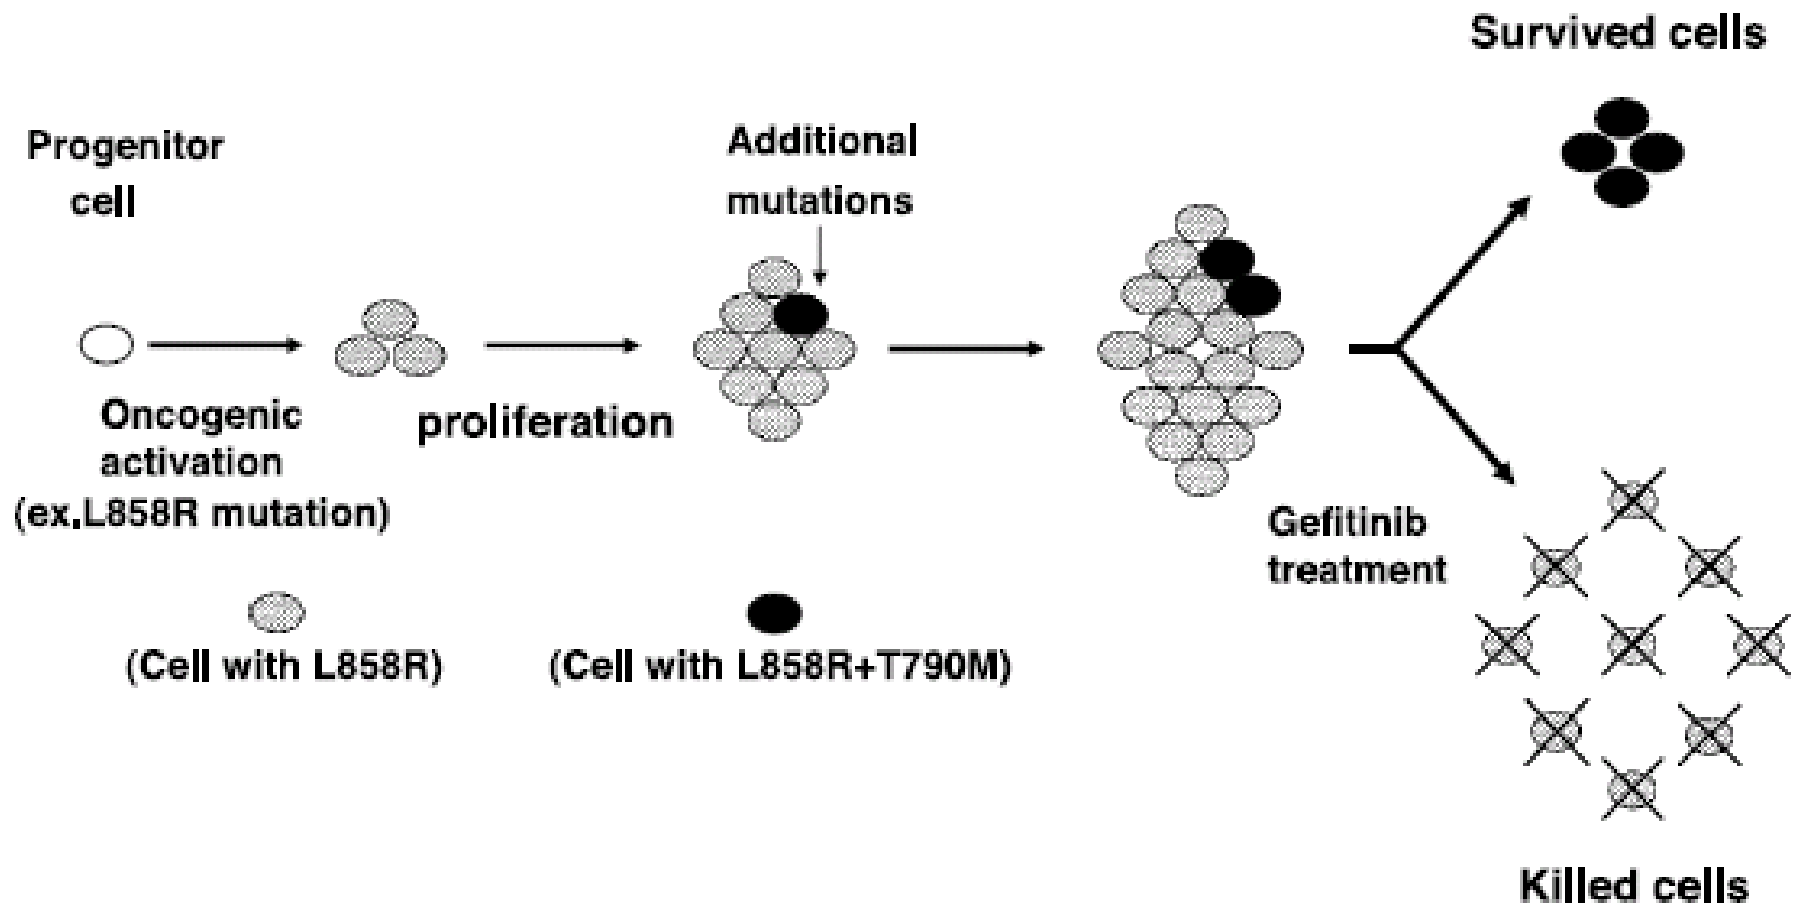 Survived cells
Progenitor
cell
Additional
mutations
Oncogenic
activation
(ex.L858R mutation)
proliferation
Gefitinib
treatment
(Cell with L858R)
(Cell with L858R+T790M)
Killed cells